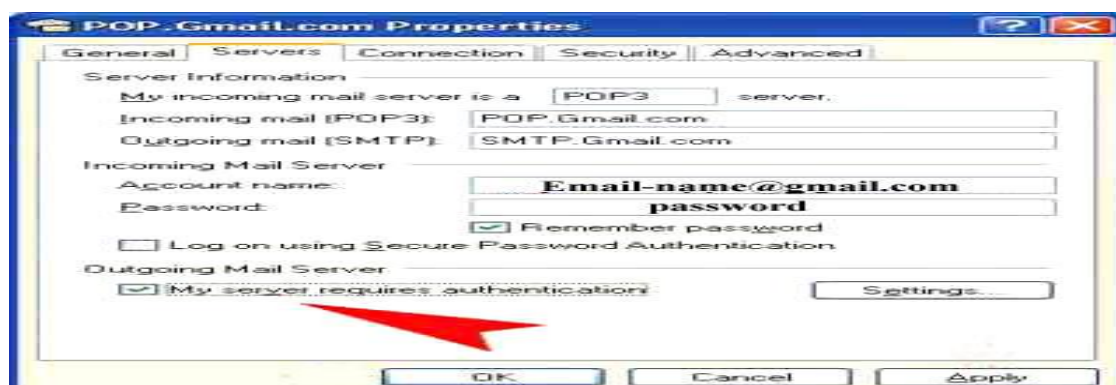 POP.Gmail.com Properties
General Servers Connection Security Advanced
Server Information
My incoming mail server is a POP3 server.
Incoming mail (POP3): POP.Gmail.com
Outgoing mail (SMTP): SMTP.Gmail.com
Incoming Mail Server
Account name: Email-name@gmail.com
Password: password
Remember password
Log on using Secure Password Authentication
Outgoing Mail Server
My server requires authentication Settings...
OK Cancel Apply